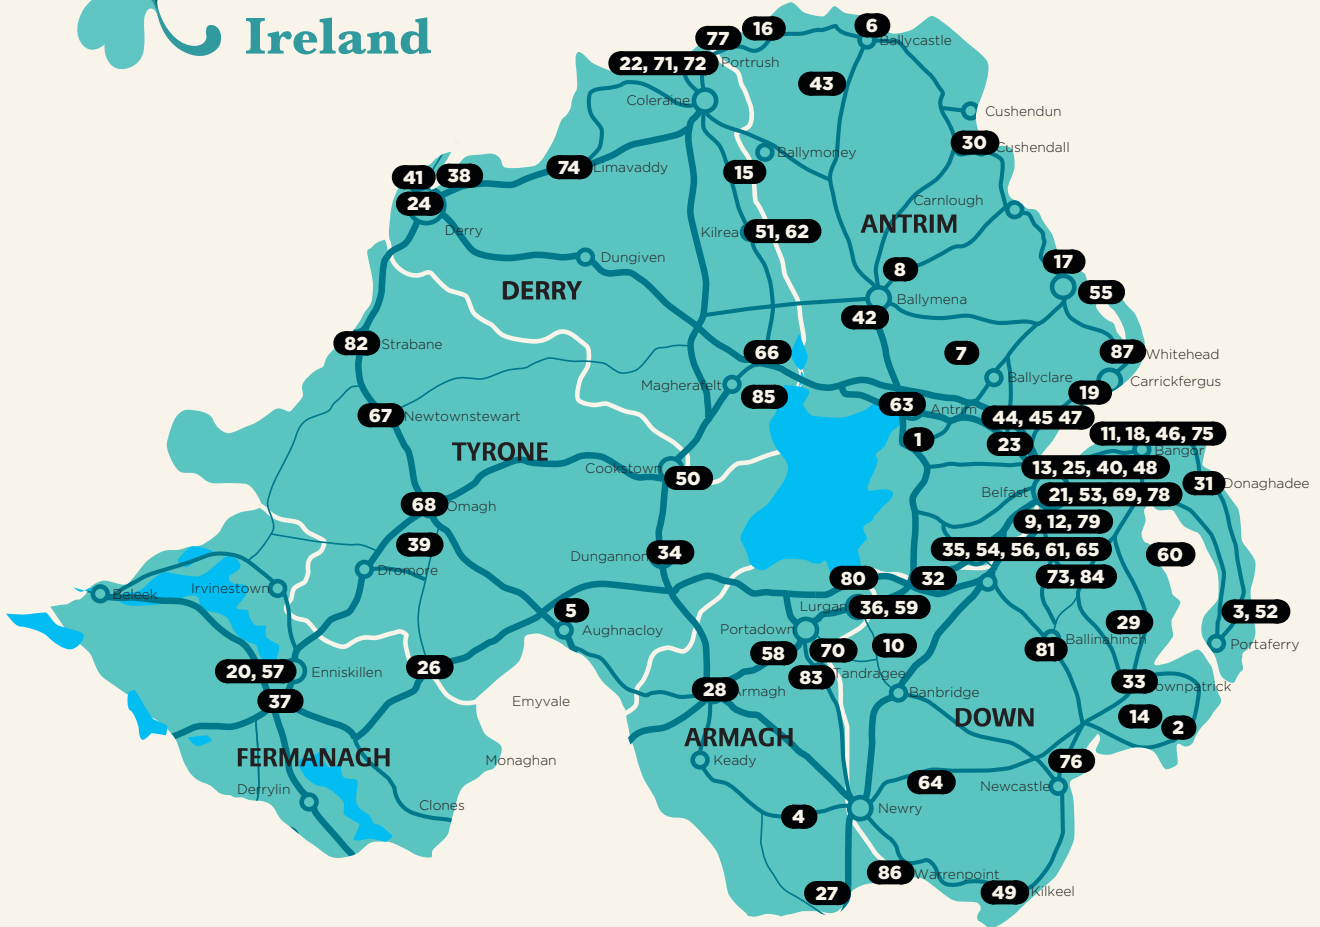 Ireland
6
16
77
Ballycastle
22, 71, 72
Portrush
43
Coleraine
Cushendun
30
Cushendall
Ballymoney
74
Limavaddy
15
41
38
24
Derry
Carnlough
ANTRIM
Kilrea
51, 62
Dungiven
17
8
DERRY
55
Ballymena
42
82
Strabane
66
7
87
Whitehead
Magherafelt
85
Ballyclare
Carrickfergus
19
67
Newtownstewart
63
Antrim
44, 45 47
11, 18, 46, 75
1
23
Bangor
TYRONE
Cookstown
50
13, 25, 40, 48
31
Donaghadee
Belfast
21, 53, 69, 78
68
Omagh
9, 12, 79
39
Dungannon
34
35, 54, 56, 61, 65
60
Dromore
80
32
73, 84
Beleek
Irvinestown
5
Lurgan
36, 59
3, 52
Aughnacloy
Portadown
29
Ballinahinch
Portaferry
58
70
10
81
20, 57
Enniskillen
26
83
Tandragee
33
ownpatrick
28
Armagh
Banbridge
37
Emyvale
14
2
DOWN
ARMAGH
FERMANAGH
Monaghan
Keady
76
64
Newcastle
Derrylin
Clones
4
Newry
86
Warrenpoint
27
49
Kilkeel